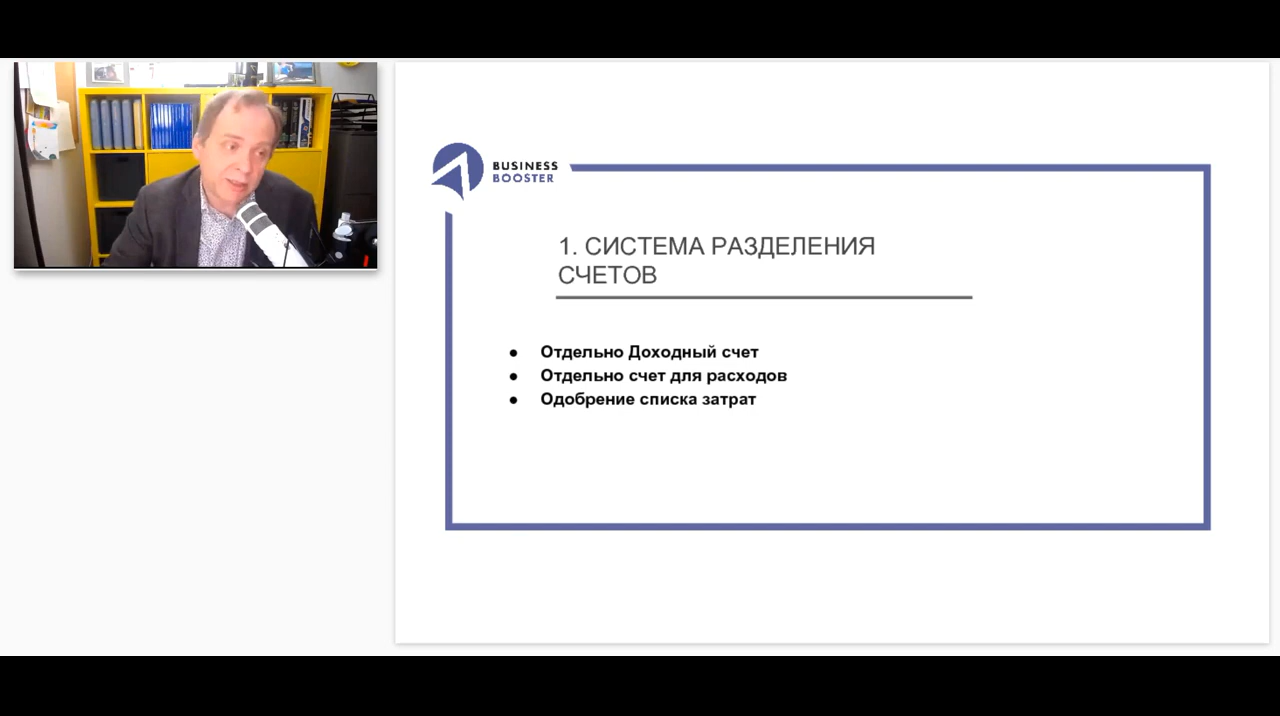 BUSINESS
BOOSTER
1. СИСТЕМА РАЗДЕЛЕНИЯ
СЧЕТОВ
● Отдельно Доходный счет
● Отдельно счет для расходов
● Одобрение списка затрат